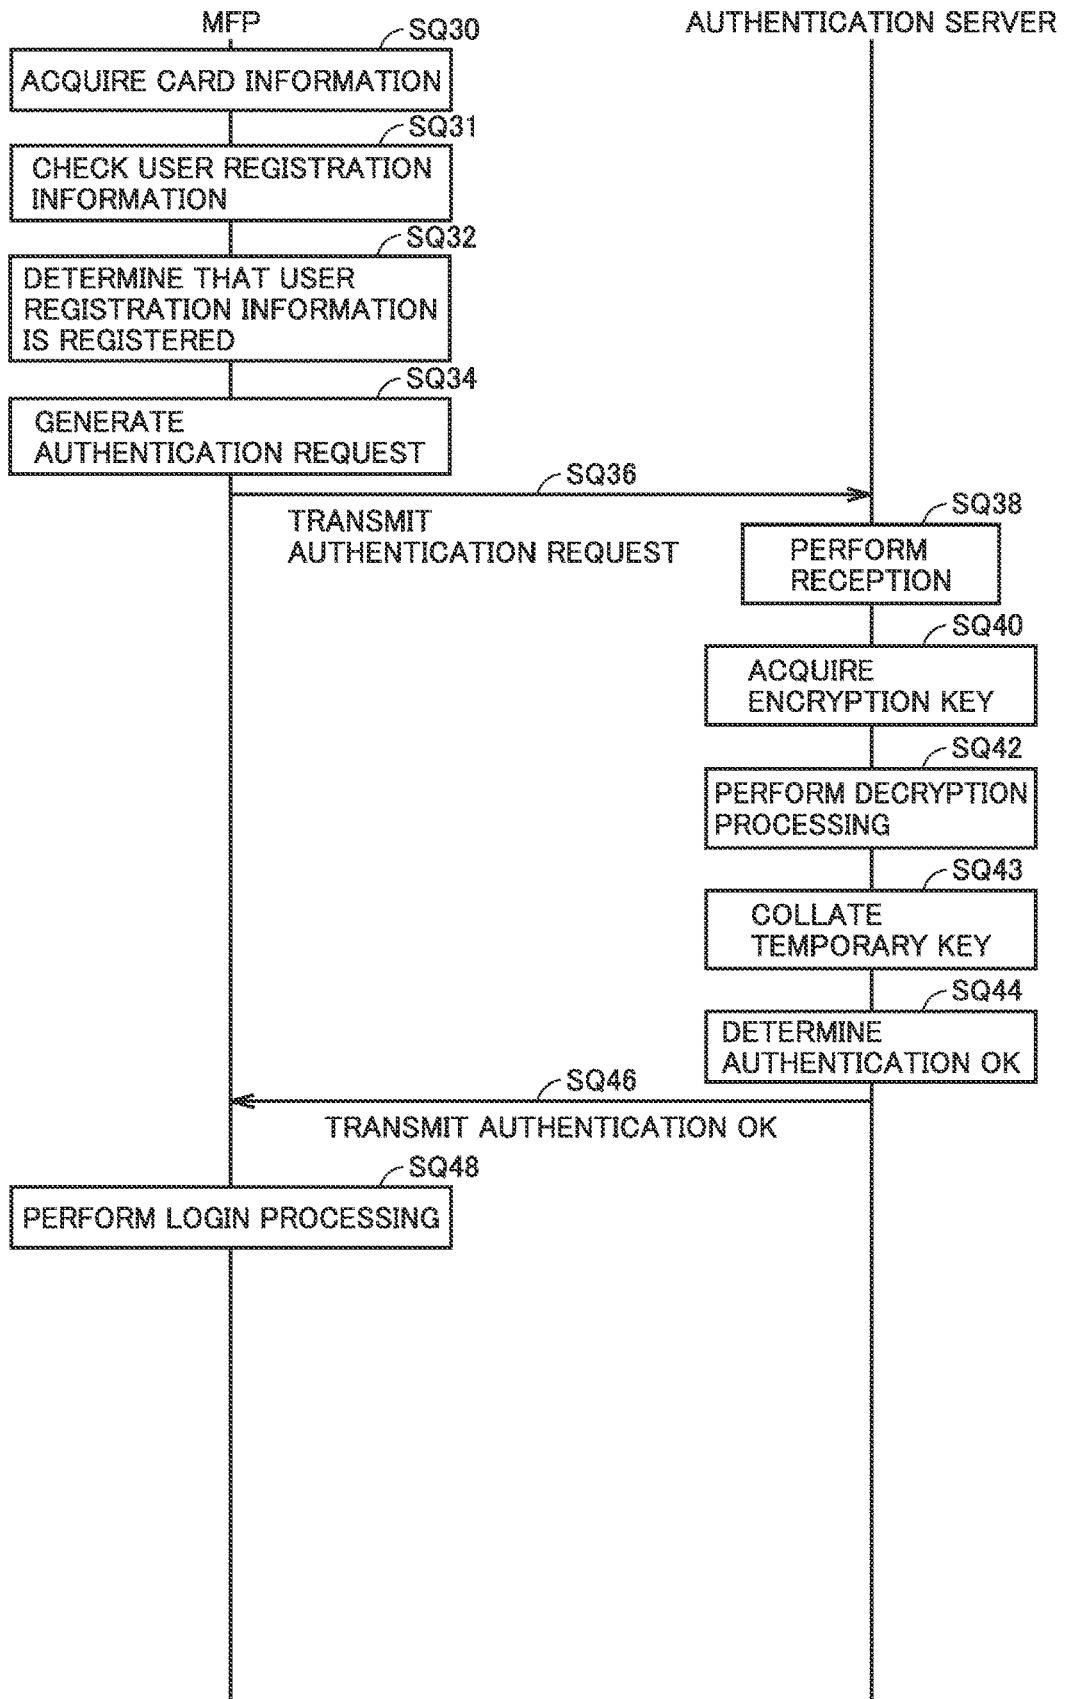 MFP
AUTHENTICATION SERVER
SQ30
ACQUIRE CARD INFORMATION
SQ31
CHECK USER REGISTRATION
INFORMATION
SQ32
DETERMINE THAT USER
REGISTRATION INFORMATION
IS REGISTERED
SQ34
GENERATE
AUTHENTICATION REQUEST
SQ36
TRANSMIT
AUTHENTICATION REQUEST
SQ38
PERFORM
RECEPTION
SQ40
ACQUIRE
ENCRYPTION KEY
SQ42
PERFORM DECRYPTION
PROCESSING
SQ43
COLLATE
TEMPORARY KEY
SQ44
DETERMINE
AUTHENTICATION OK
SQ46
TRANSMIT AUTHENTICATION OK
SQ48
PERFORM LOGIN PROCESSING